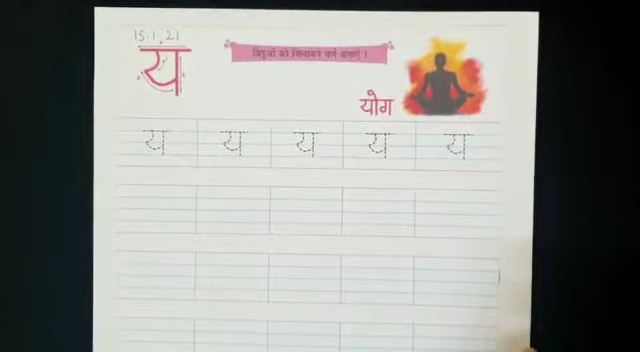 15.1.21
य
बिंदुओं को मिलाकर वर्ण बनाएँ ।
योग
य य य य य